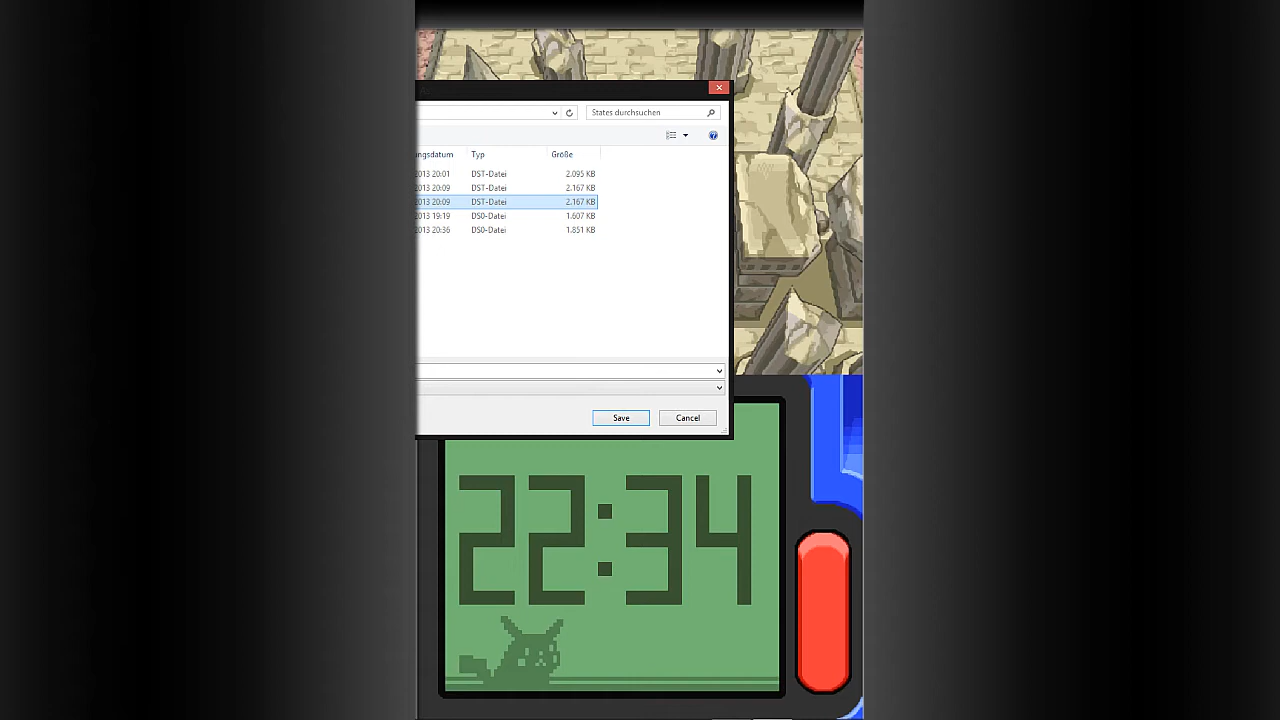 States durchsuchen
ngsdatum Typ Größe
2013 20:01 DST-Datei 2.095 KB
2013 20:09 DST-Datei 2.167 KB
2013 20:09 DST-Datei 2.167 KB
2013 19:19 DS0-Datei 1.607 KB
2013 20:36 DS0-Datei 1.851 KB
Save Cancel
22:34